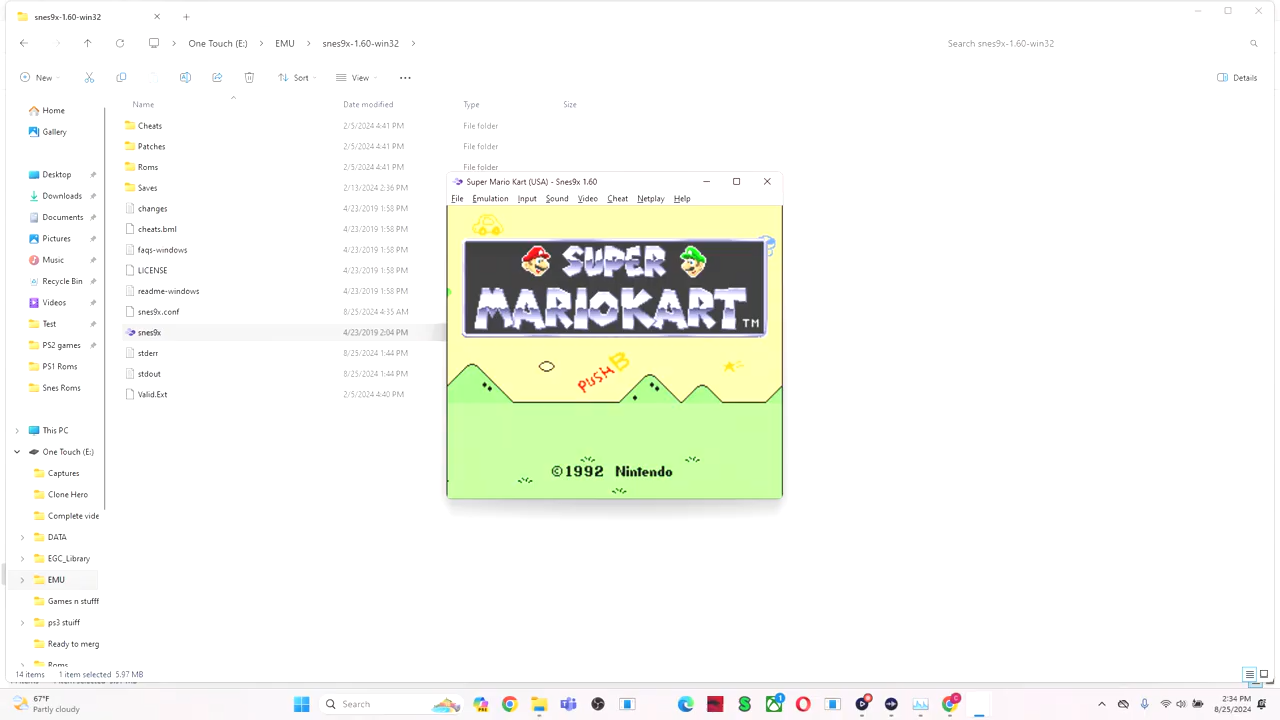 snes9x-1.60-win32
One Touch (E:) EMU snes9x-1.60-win32
Search snes9x-1.60-win32
New Sort View Details
Name Date modified Type Size
Home
Gallery
Desktop
Downloads
Documents
Pictures
Music
Recycle Bin
Videos
Test
PS2 games
PS1 Roms
Snes Roms
This PC
One Touch (E:)
Captures
Clone Hero
Complete vide
DATA
EGC_Library
EMU
Games n stufff
ps3 stuiff
Ready to merg
Roms
Cheats 2/5/2024 4:41 PM File folder
Patches 2/5/2024 4:41 PM File folder
Roms 2/5/2024 4:41 PM File folder
Saves 2/13/2024 2:36 PM
changes 4/23/2019 1:58 PM
cheats.bml 4/23/2019 1:58 PM
faqs-windows 4/23/2019 1:58 PM
LICENSE 4/23/2019 1:58 PM
readme-windows 4/23/2019 1:58 PM
snes9x.conf 8/25/2024 4:35 AM
snes9x 4/23/2019 2:04 PM
stderr 8/25/2024 1:44 PM
stdout 8/25/2024 1:44 PM
Valid.Ext 2/5/2024 4:40 PM
Super Mario Kart (USA) - Snes9x 1.60
File Emulation Input Sound Video Cheat Netplay Help
SUPER
MARIOKART TM
PUSH B
©1992 Nintendo
14 items 1 item selected 5.97 MB
67°F
Partly cloudy
Search
2:34 PM
8/25/2024